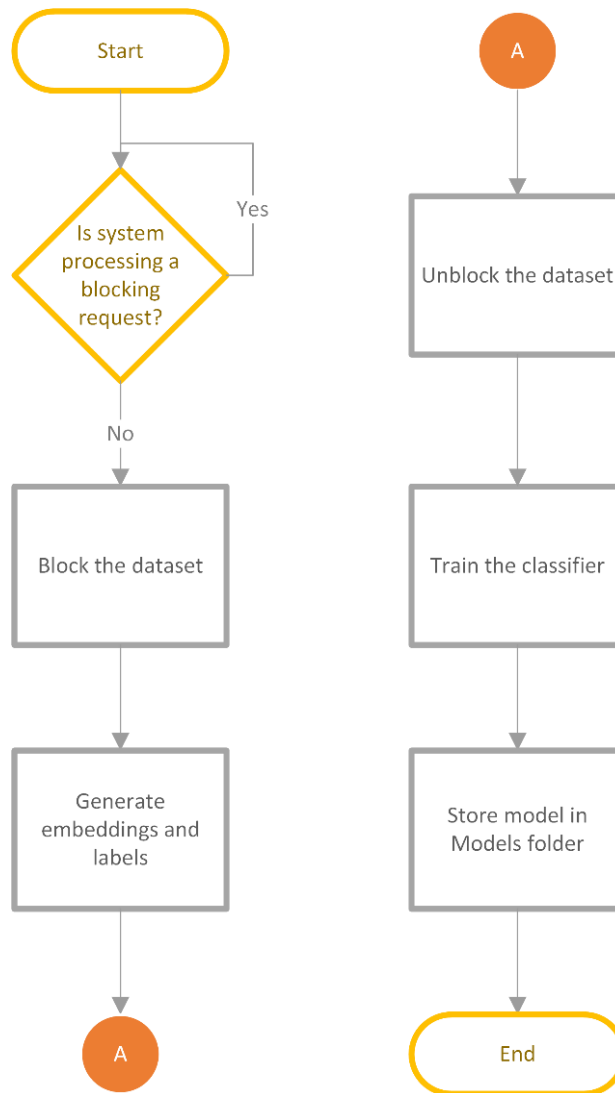 Start
Yes
Is system
processing a
blocking
request?
No
Block the dataset
Generate
embeddings and
labels
A
A
Unblock the dataset
Train the classifier
Store model in
Models folder
End